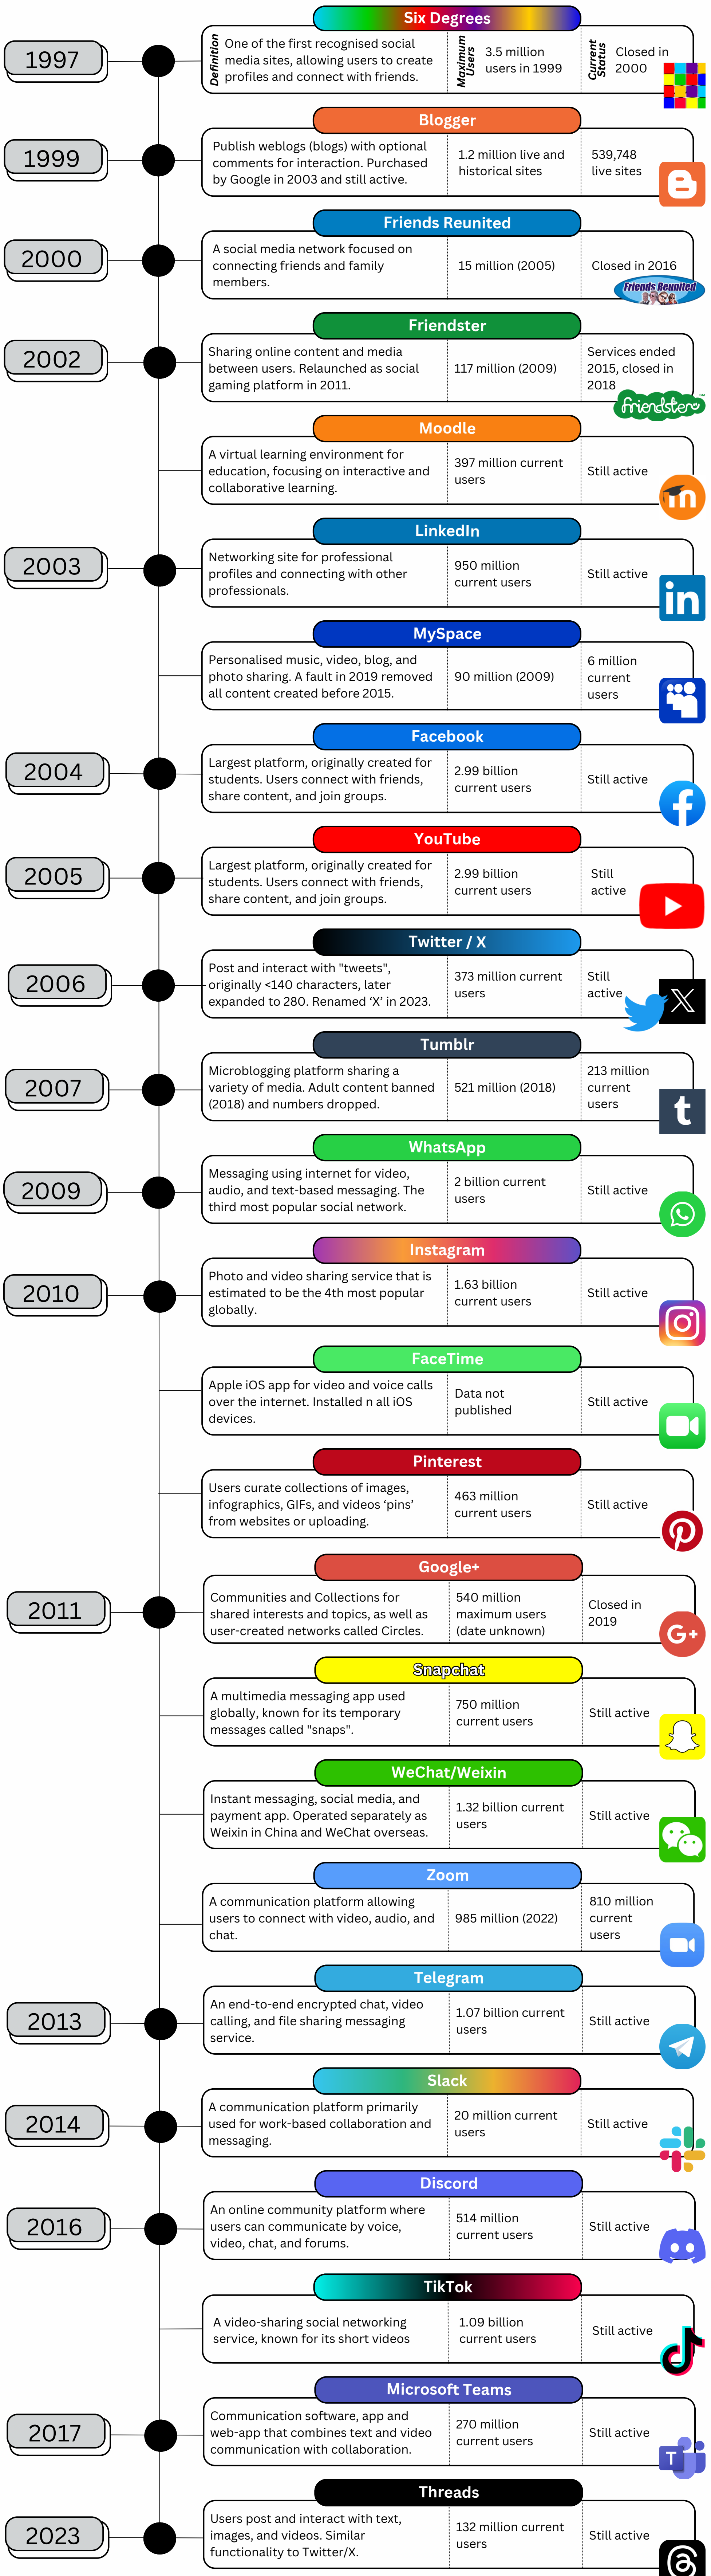 Six Degrees
1997
Definition
One of the first recognised social
media sites, allowing users to create
profiles and connect with friends.
Maximum
Users
3.5 million
users in 1999
Current
Status
Closed in
2000
Blogger
1999
Publish weblogs (blogs) with optional
comments for interaction. Purchased
by Google in 2003 and still active.
1.2 million live and
historical sites
539,748
live sites
Friends Reunited
2000
A social media network focused on
connecting friends and family
members.
15 million (2005)
Closed in 2016
Friends Reunited
Friendster
2002
Sharing online content and media
between users. Relaunched as social
gaming platform in 2011.
117 million (2009)
Services ended
2015, closed in
2018
friendster
Moodle
A virtual learning environment for
education, focusing on interactive and
collaborative learning.
397 million current
users
Still active
m
LinkedIn
2003
Networking site for professional
profiles and connecting with other
professionals.
950 million
current users
Still active
in
MySpace
Personalised music, video, blog, and
photo sharing. A fault in 2019 removed
all content created before 2015.
90 million (2009)
6 million
current
users
Facebook
2004
Largest platform, originally created for
students. Users connect with friends,
share content, and join groups.
2.99 billion
current users
Still active
f
YouTube
2005
Largest platform, originally created for
students. Users connect with friends,
share content, and join groups.
2.99 billion
current users
Still
active
Twitter / X
2006
Post and interact with "tweets",
originally <140 characters, later
expanded to 280. Renamed ‘X’ in 2023.
373 million current
users
Still
active
X
Tumblr
2007
Microblogging platform sharing a
variety of media. Adult content banned
(2018) and numbers dropped.
521 million (2018)
213 million
current
users
t
WhatsApp
2009
Messaging using internet for video,
audio, and text-based messaging. The
third most popular social network.
2 billion current
users
Still active
Instagram
2010
Photo and video sharing service that is
estimated to be the 4th most popular
globally.
1.63 billion
current users
Still active
FaceTime
Apple iOS app for video and voice calls
over the internet. Installed n all iOS
devices.
Data not
published
Still active
Pinterest
Users curate collections of images,
infographics, GIFs, and videos ‘pins’
from websites or uploading.
463 million
current users
Still active
Google+
2011
Communities and Collections for
shared interests and topics, as well as
user-created networks called Circles.
540 million
maximum users
(date unknown)
Closed in
2019
G+
Snapchat
A multimedia messaging app used
globally, known for its temporary
messages called "snaps".
750 million
current users
Still active
WeChat/Weixin
Instant messaging, social media, and
payment app. Operated separately as
Weixin in China and WeChat overseas.
1.32 billion current
users
Still active
Zoom
A communication platform allowing
users to connect with video, audio, and
chat.
985 million (2022)
810 million
current
users
Telegram
2013
An end-to-end encrypted chat, video
calling, and file sharing messaging
service.
1.07 billion current
users
Still active
Slack
2014
A communication platform primarily
used for work-based collaboration and
messaging.
20 million current
users
Still active
Discord
2016
An online community platform where
users can communicate by voice,
video, chat, and forums.
514 million
current users
Still active
TikTok
A video-sharing social networking
service, known for its short videos
1.09 billion
current users
Still active
Microsoft Teams
2017
Communication software, app and
web-app that combines text and video
communication with collaboration.
270 million
current users
Still active
T
Threads
2023
Users post and interact with text,
images, and videos. Similar
functionality to Twitter/X.
132 million current
users
Still active